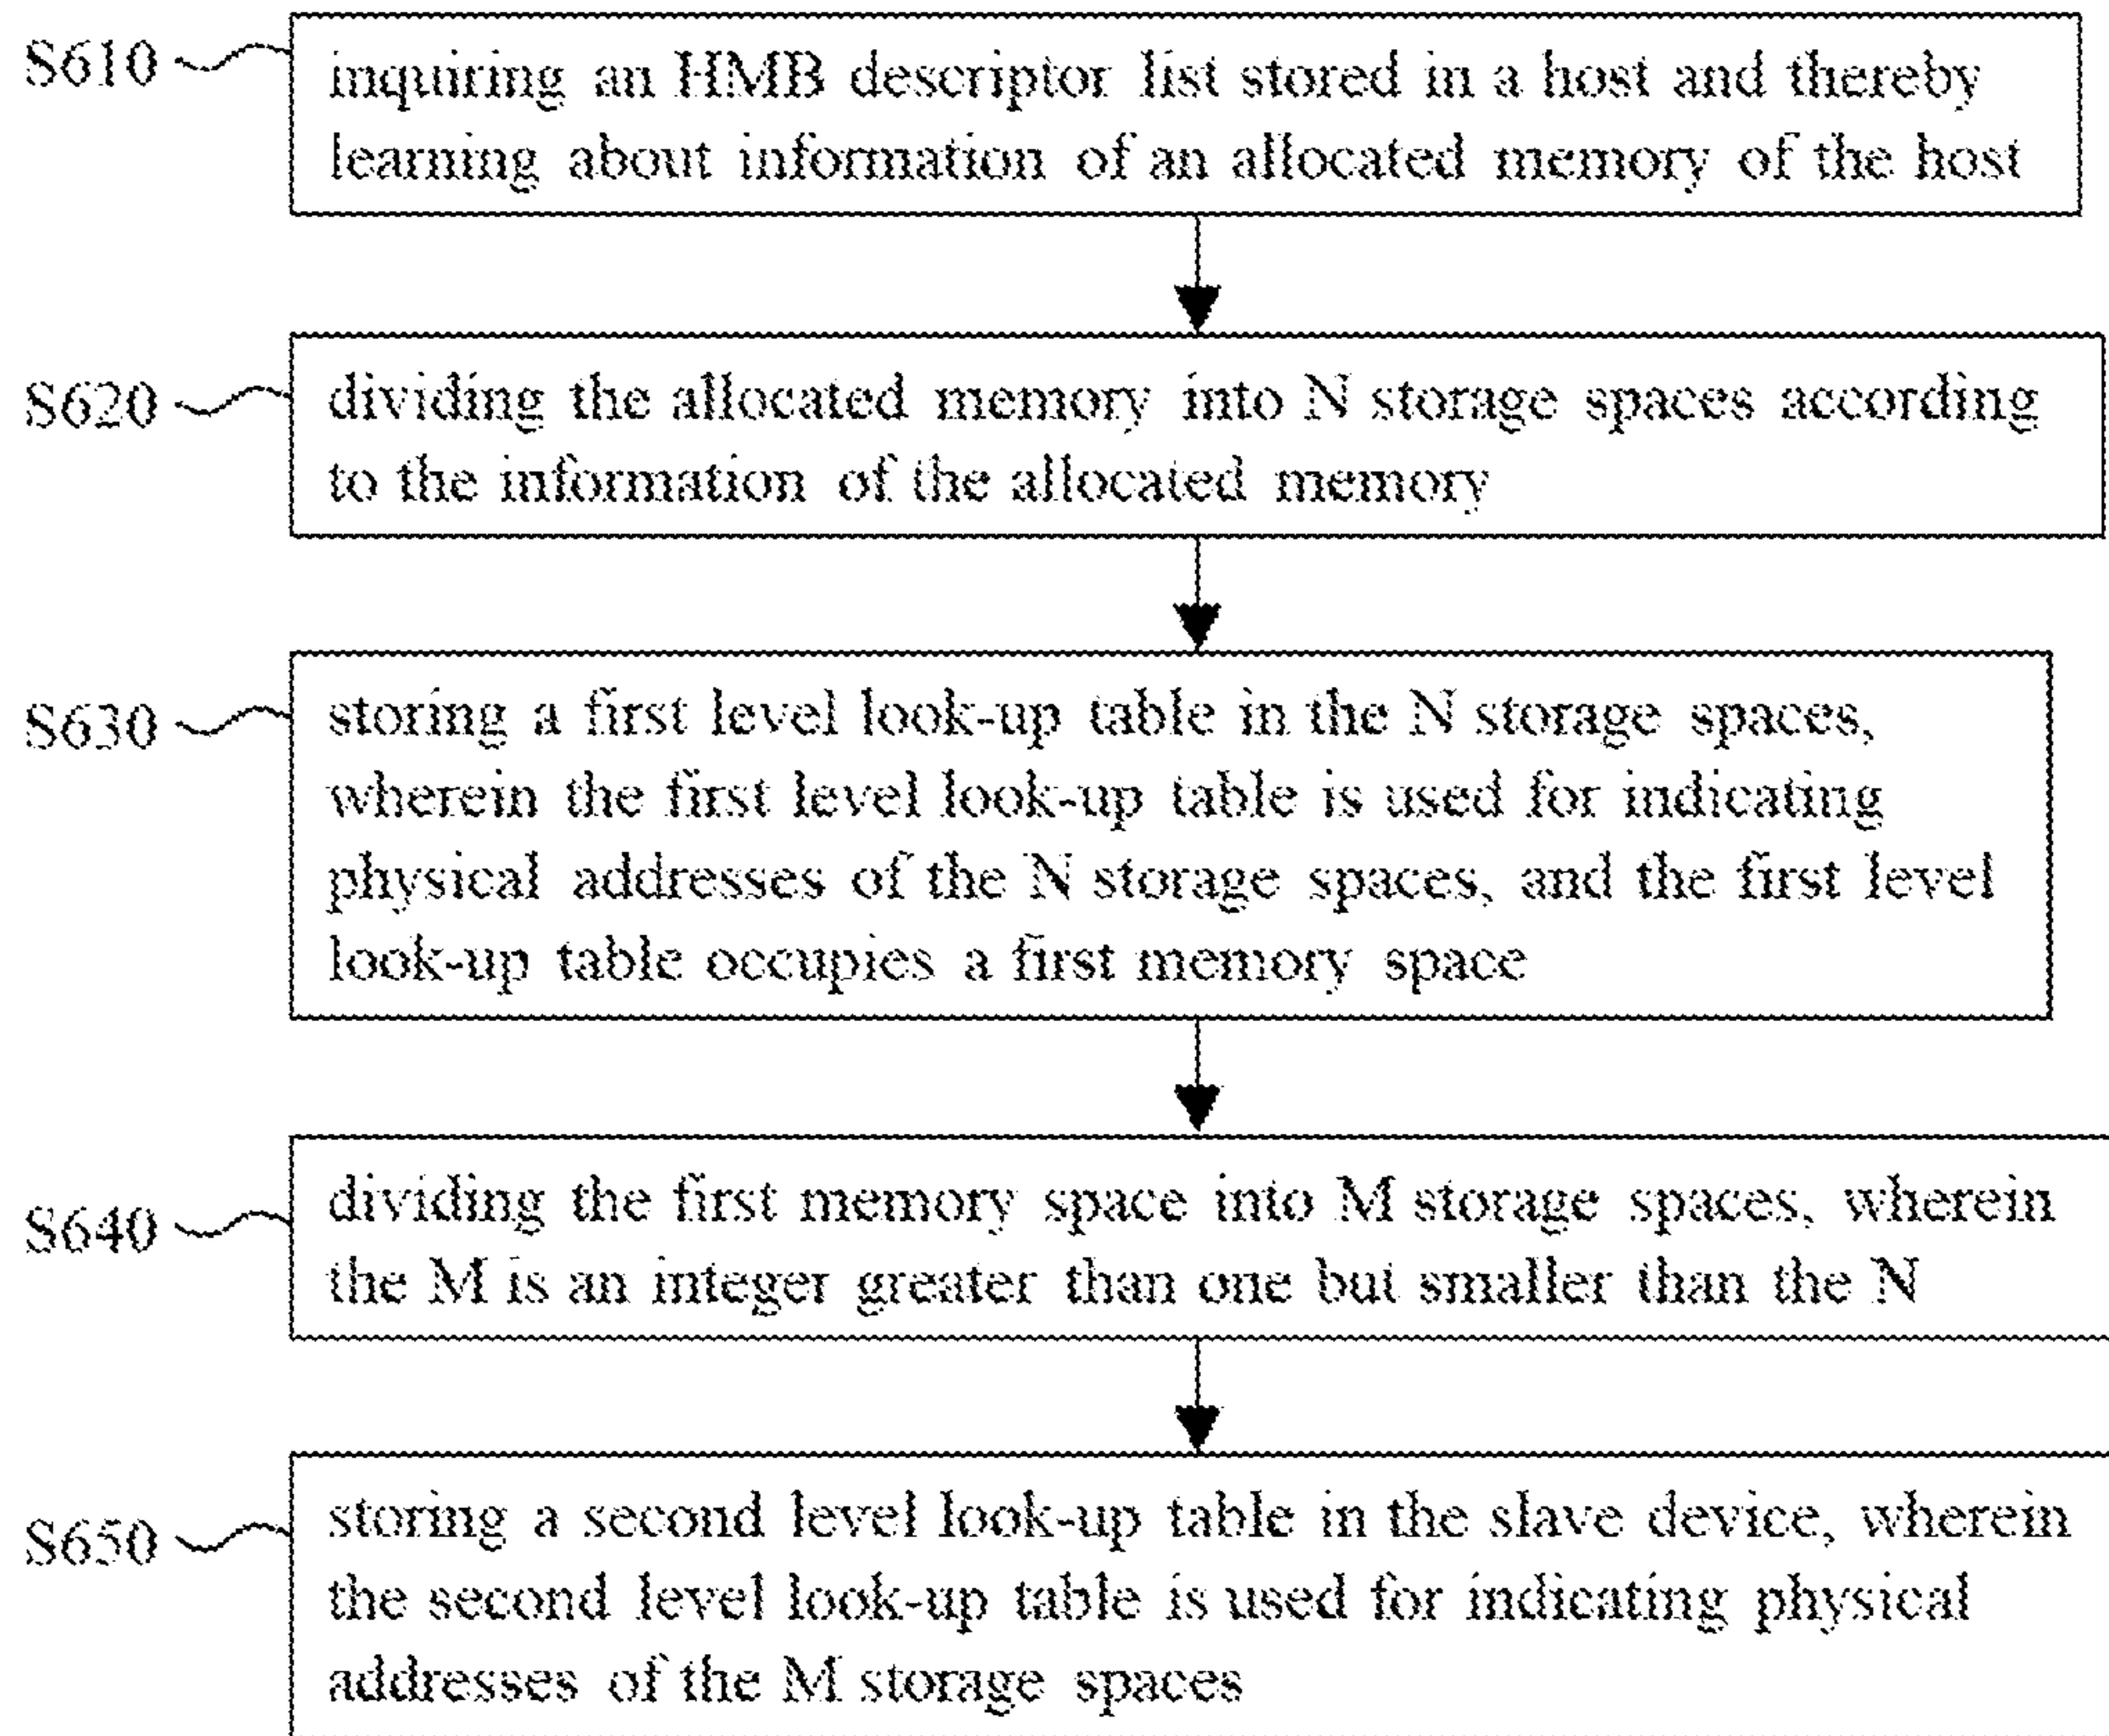 S610
inquiring an HMB descriptor list stored in a host and thereby
learning about information of an allocated memory of the host
S620
dividing the allocated memory into N storage spaces according
to the information of the allocated memory
S630
storing a first level look-up table in the N storage spaces,
wherein the first level look-up table is used for indicating
physical addresses of the N storage spaces, and the first level
look-up table occupies a first memory space
S640
dividing the first memory space into M storage spaces, wherein
the M is an integer greater than one but smaller than the N
S650
storing a second level look-up table in the slave device, wherein
the second level look-up table is used for indicating physical
addresses of the M storage spaces